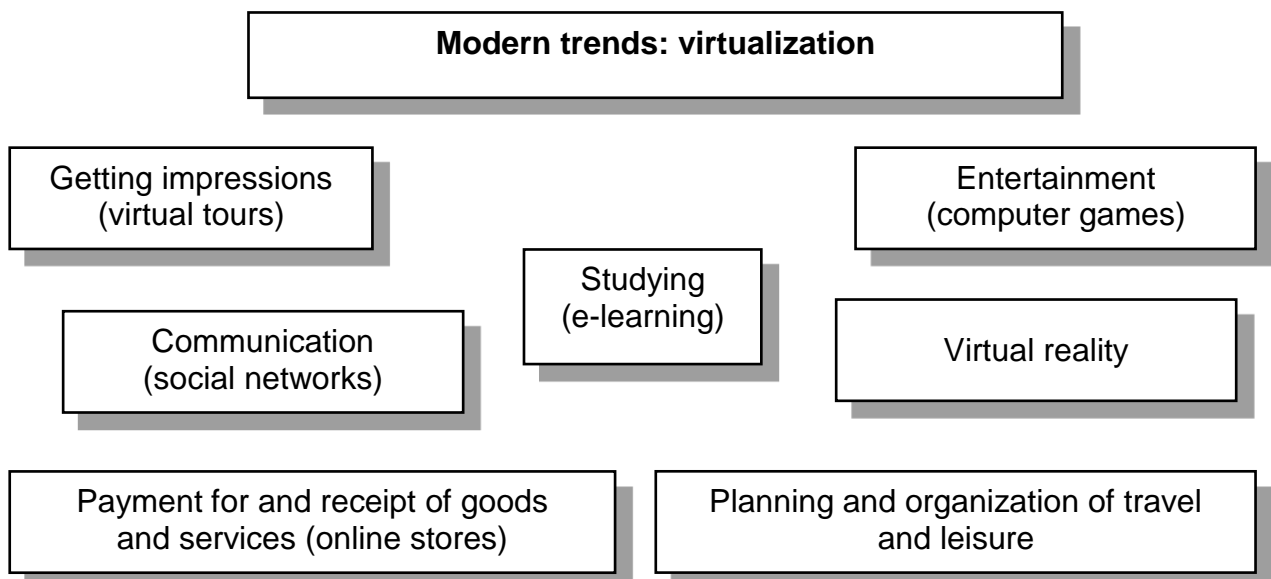 Modern trends: virtualization
Getting impressions
(virtual tours)
Entertainment
(computer games)
Studying
(e-learning)
Communication
(social networks)
Virtual reality
Payment for and receipt of goods
and services (online stores)
Planning and organization of travel
and leisure